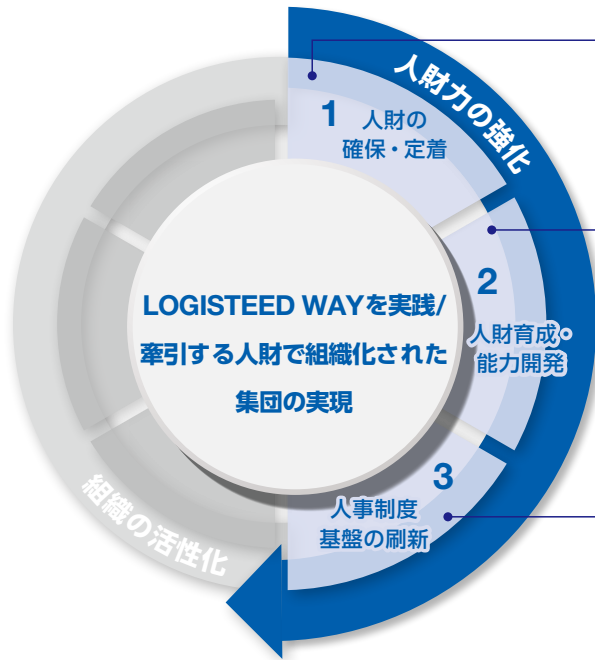 人財力の強化
1
人財の
確保・定着
2
人財育成・
能力開発
3
人事制度
基盤の刷新
LOGISTEED WAYを実践/
牽引する人財で組織化された
集団の実現
組織の活性化